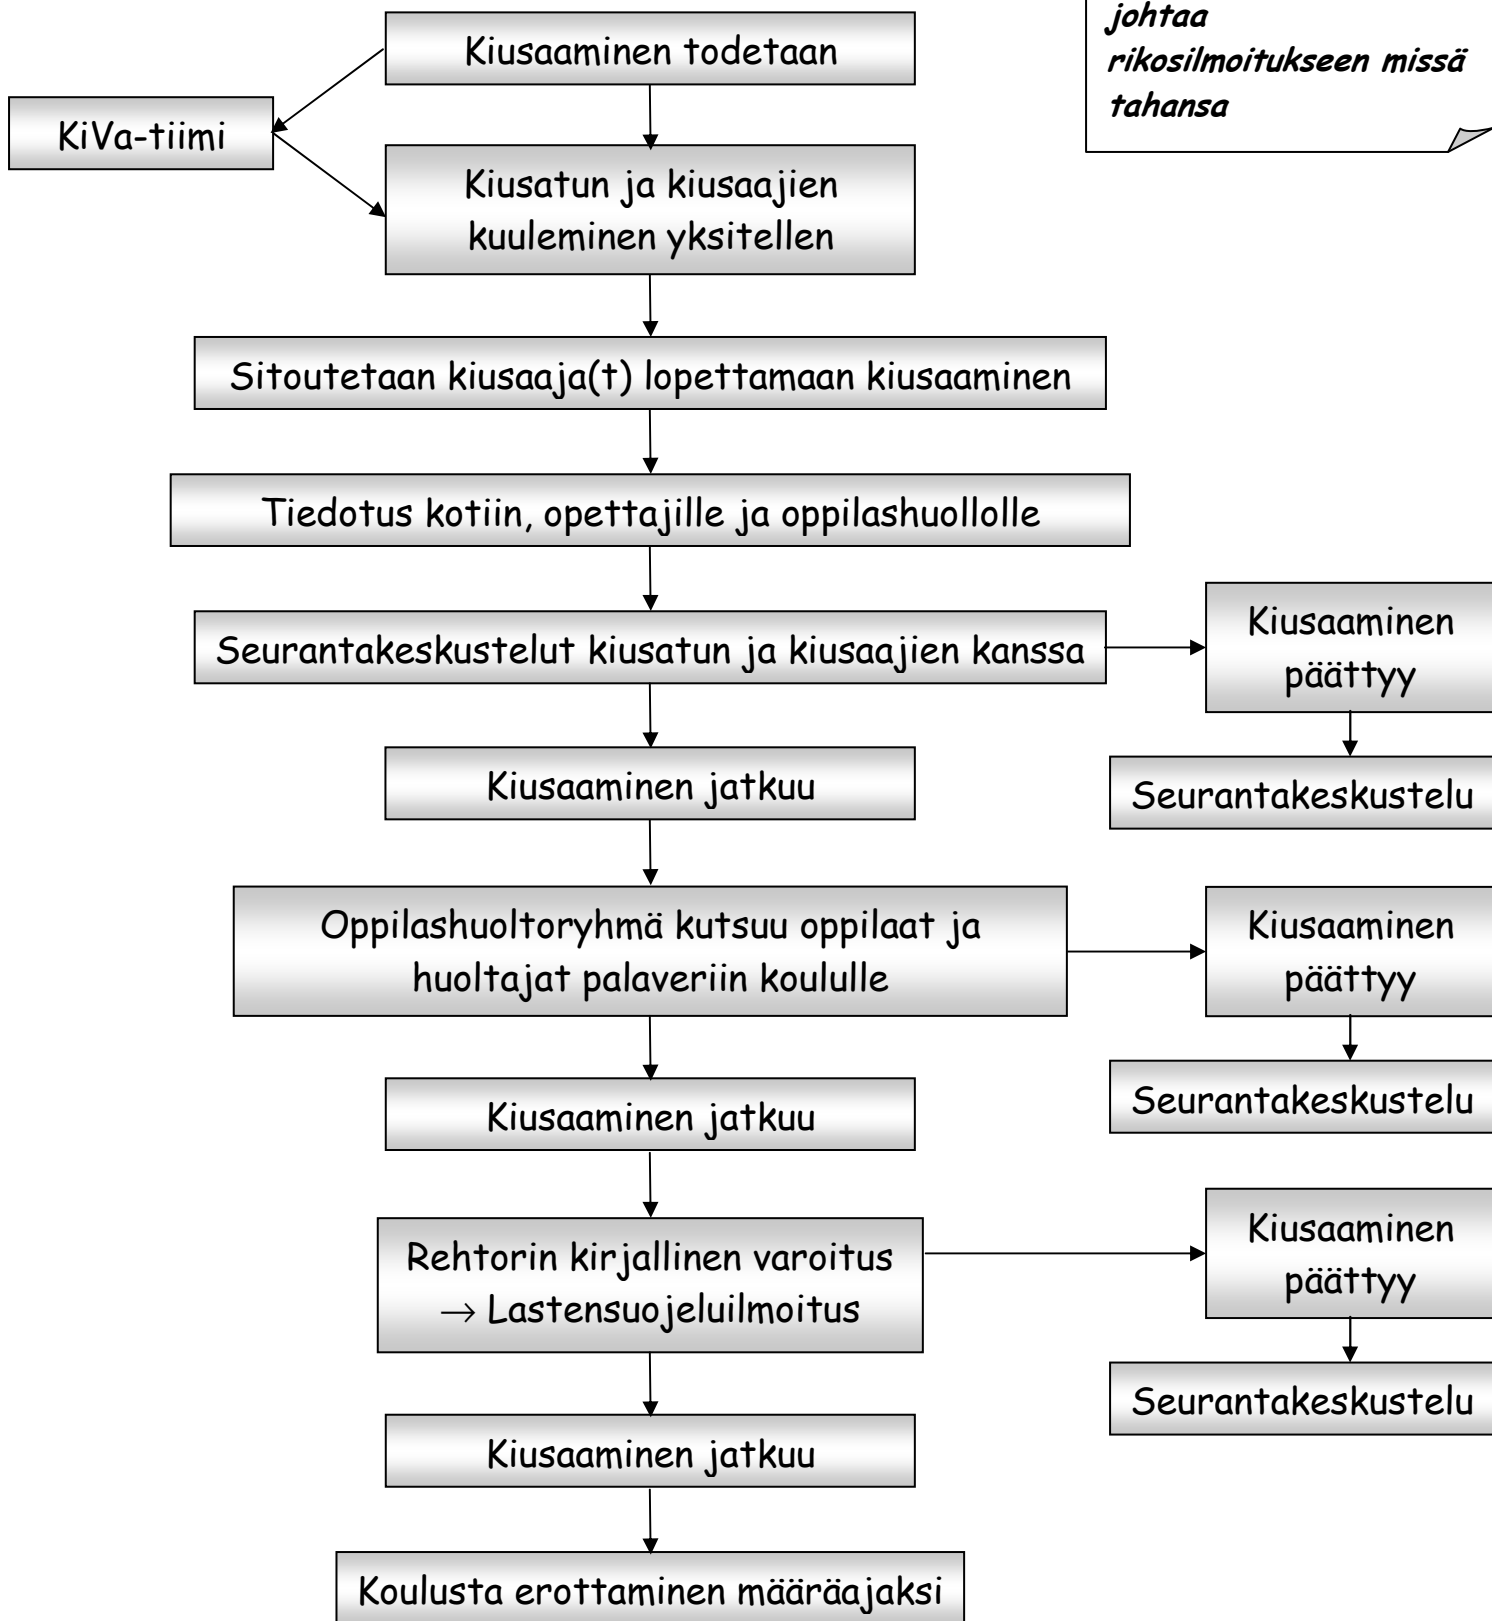 johtaa
rikosilmoitukseen missä
tahansa
Kiusaaminen todetaan
KiVa-tiimi
Kiusatun ja kiusaajien
kuuleminen yksitellen
Sitoutetaan kiusaaja(t) lopettamaan kiusaaminen
Tiedotus kotiin, opettajille ja oppilashuollolle
Seurantakeskustelut kiusatun ja kiusaajien kanssa
Kiusaaminen
päättyy
Seurantakeskustelu
Kiusaaminen jatkuu
Oppilashuoltoryhmä kutsuu oppilaat ja
huoltajat palaveriin koululle
Kiusaaminen
päättyy
Seurantakeskustelu
Kiusaaminen jatkuu
Rehtorin kirjallinen varoitus
→ Lastensuojeluilmoitus
Kiusaaminen
päättyy
Seurantakeskustelu
Kiusaaminen jatkuu
Koulusta erottaminen määräajaksi